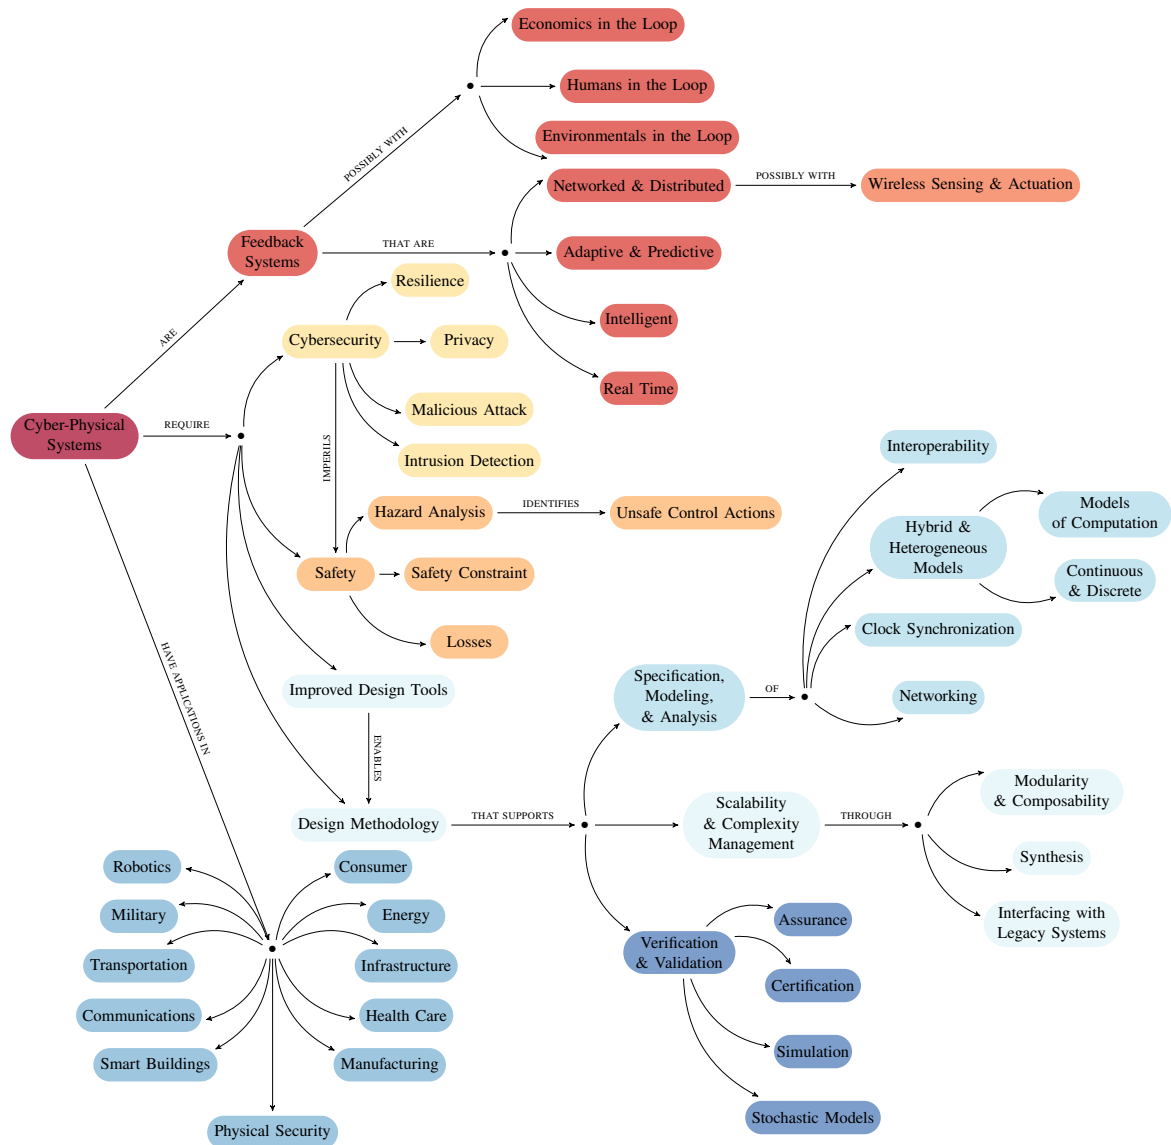 Economics in the Loop
Humans in the Loop
Environmentals in the Loop
POSSIBLY WITH
Networked & Distributed
POSSIBLY WITH
Wireless Sensing & Actuation
Feedback
Systems
THAT ARE
Adaptive & Predictive
Intelligent
Real Time
ARE
Resilience
Cybersecurity
Privacy
Malicious Attack
Intrusion Detection
Cyber-Physical
Systems
REQUIRE
IMPERILS
Hazard Analysis
IDENTIFIES
Unsafe Control Actions
Safety
Safety Constraint
Losses
HAVE APPLICATIONS IN
Improved Design Tools
ENABLES
Design Methodology
THAT SUPPORTS
Specification,
Modeling,
& Analysis
OF
Interoperability
Hybrid &
Heterogeneous
Models
Models
of Computation
Continuous
& Discrete
Clock Synchronization
Networking
Scalability
& Complexity
Management
THROUGH
Modularity
& Composability
Synthesis
Interfacing with
Legacy Systems
Verification
& Validation
Assurance
Certification
Simulation
Stochastic Models
Robotics
Consumer
Military
Energy
Transportation
Infrastructure
Communications
Health Care
Smart Buildings
Manufacturing
Physical Security